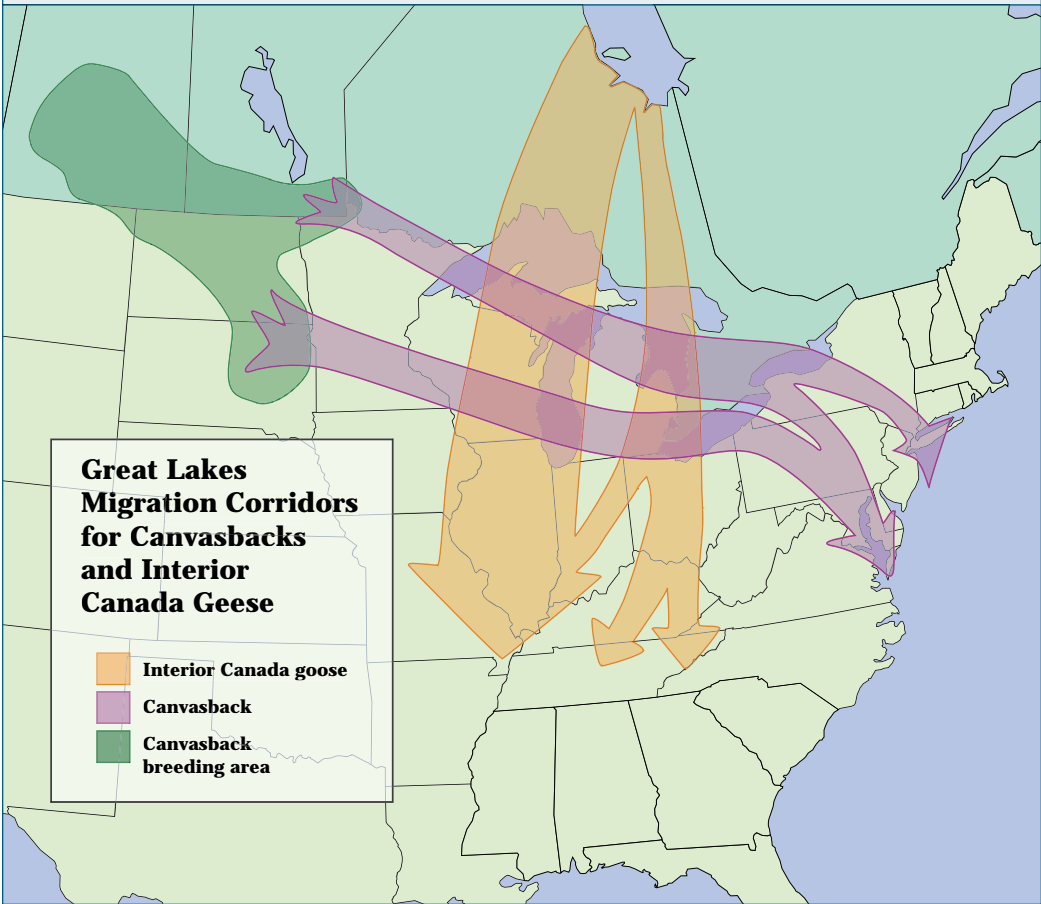 Great Lakes
Migration Corridors
for Canvasbacks
and Interior
Canada Geese
Interior Canada goose
Canvasback
Canvasback
breeding area